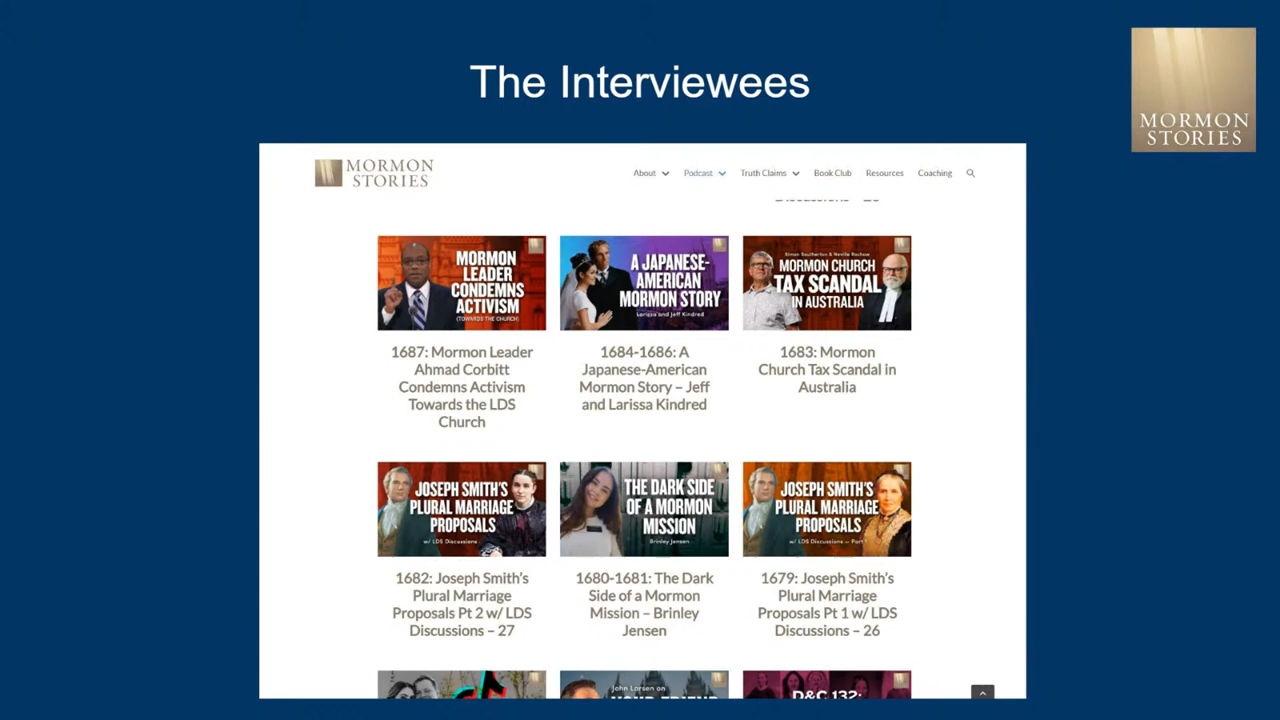 The Interviewees
MORMON
STORIES
MORMON
STORIES
About
Podcast
Truth Claims
Book Club
Resources
Coaching
MORMON
LEADER
CONDEMNS
ACTIVISM
(TOWARDS THE CHURCH)
A JAPANESE-
AMERICAN
MORMON STORY
Larissa and Jeff Kindred
Simon Southerton & Neville Rochow
MORMON CHURCH
TAX SCANDAL
IN AUSTRALIA
1687: Mormon Leader
Ahmad Corbitt
Condemns Activism
Towards the LDS
Church
1684-1686: A
Japanese-American
Mormon Story – Jeff
and Larissa Kindred
1683: Mormon
Church Tax Scandal in
Australia
JOSEPH SMITH'S
PLURAL MARRIAGE
PROPOSALS
w/ LDS Discussions
THE DARK SIDE
OF A MORMON
MISSION
Brinley Jensen
JOSEPH SMITH'S
PLURAL MARRIAGE
PROPOSALS
w/ LDS Discussions – Part 1
1682: Joseph Smith's
Plural Marriage
Proposals Pt 2 w/ LDS
Discussions – 27
1680-1681: The Dark
Side of a Mormon
Mission – Brinley
Jensen
1679: Joseph Smith's
Plural Marriage
Proposals Pt 1 w/ LDS
Discussions – 26
John Larsen on
YOUR FRIEND
D&C 132: